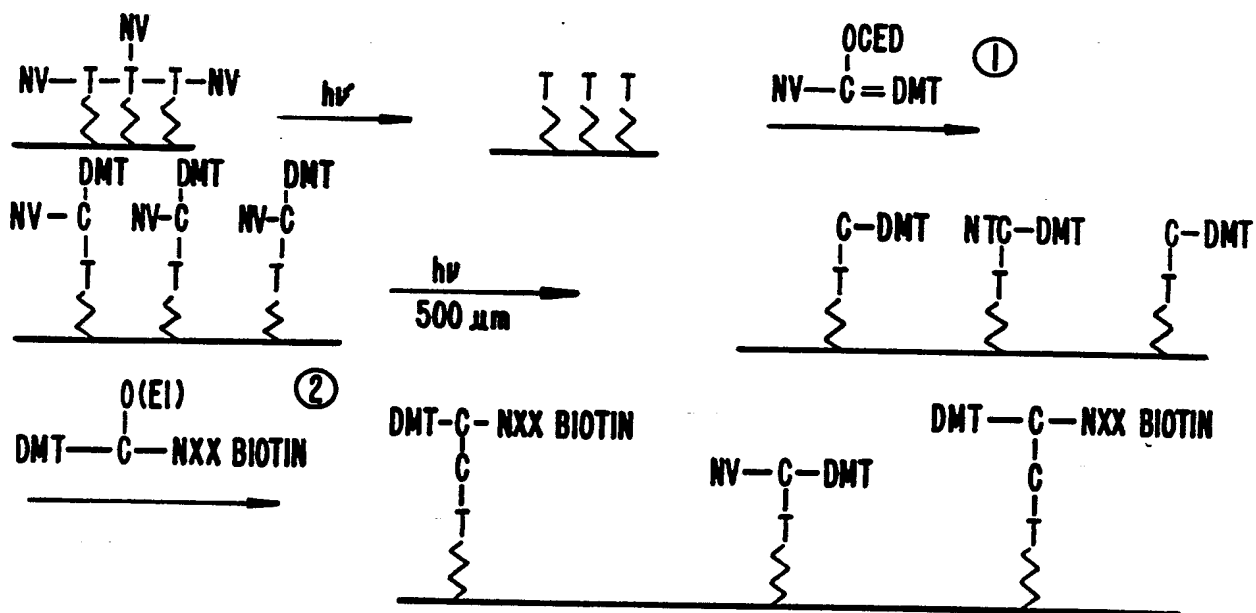 NV
NV—T—T—T—NV
hν
T T T
OCED
NV—C=DMT
①
DMT DMT DMT
NV—C NV—C NV—C
T T T
hν
500 µm
C—DMT NTC—DMT C—DMT
T T T
②
O(EI)
DMT—C—NXX BIOTIN
DMT—C—NXX BIOTIN
C
T
NV—C—DMT
T
DMT—C—NXX BIOTIN
C
T